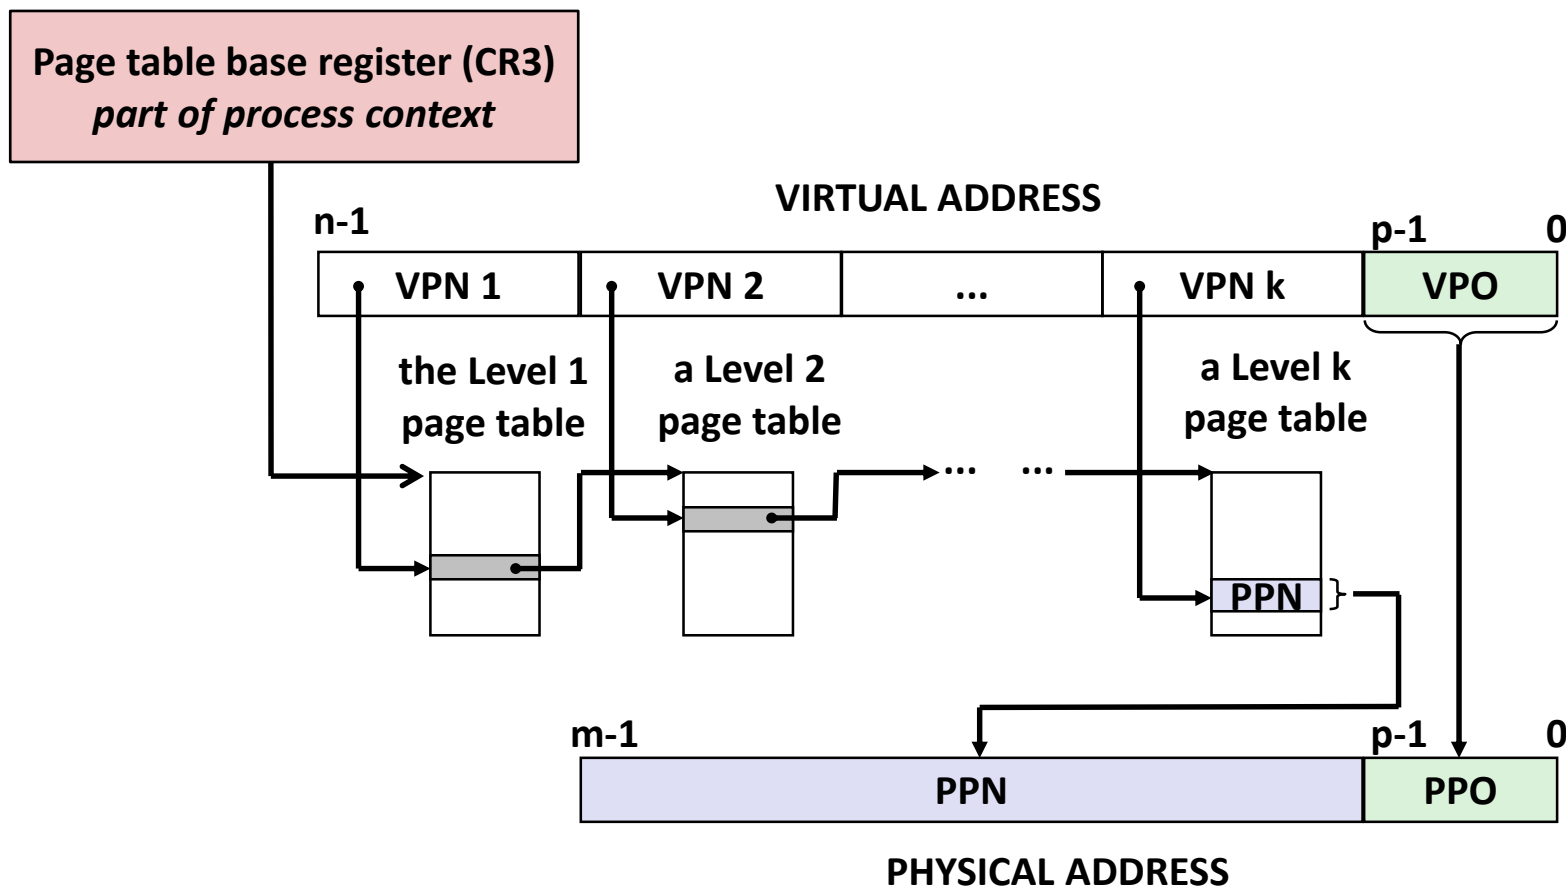 Page table base register (CR3)
part of process context
VIRTUAL ADDRESS
n-1
p-1
0
VPN 1
VPN 2
...
VPN k
VPO
the Level 1
page table
a Level 2
page table
a Level k
page table
...
...
PPN
m-1
p-1
0
PPN
PPO
PHYSICAL ADDRESS